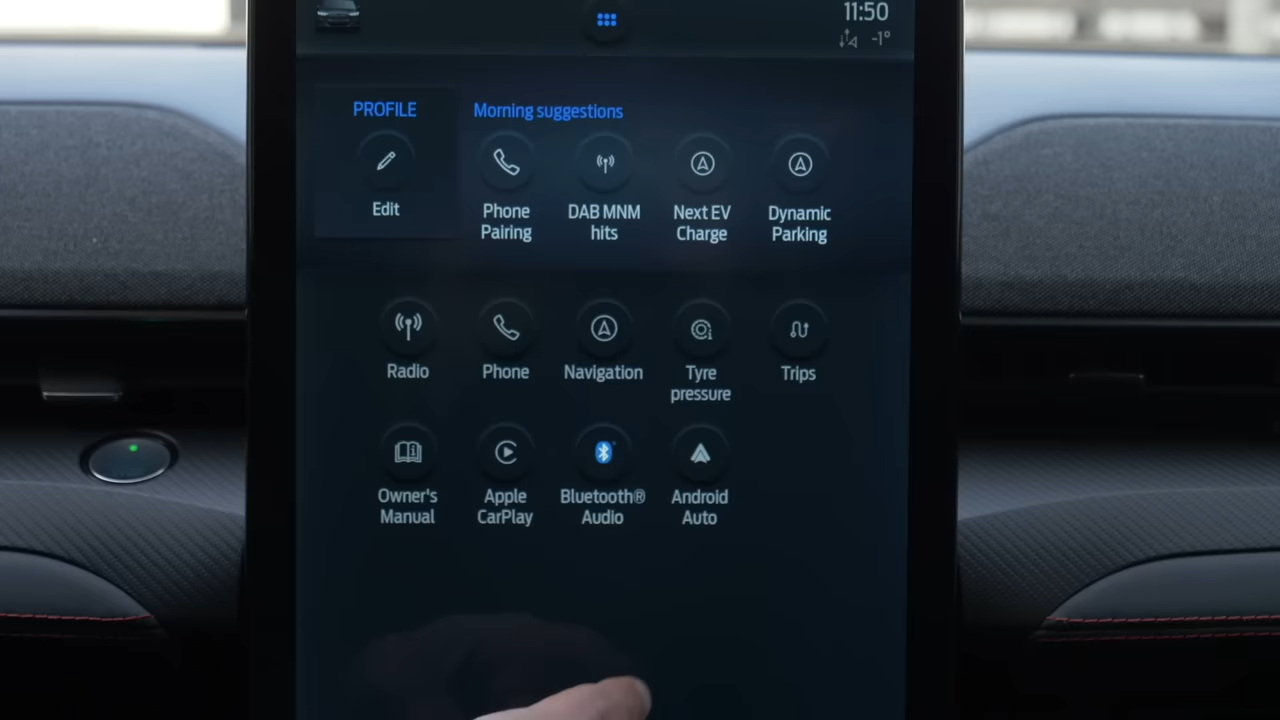 11:50
-1°
PROFILE
Morning suggestions
Edit
Phone
Pairing
DAB MNM
hits
Next EV
Charge
Dynamic
Parking
Radio
Phone
Navigation
Tyre
pressure
Trips
Owner's
Manual
Apple
CarPlay
Bluetooth®
Audio
Android
Auto